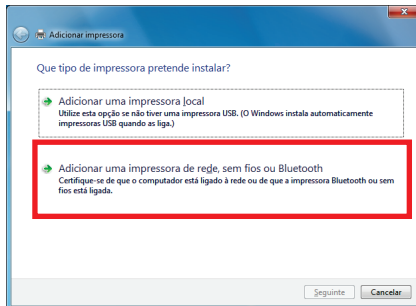 Adicionar impressora
Que tipo de impressora pretende instalar?
Adicionar uma impressora local
Utilize esta opção se não tiver uma impressora USB. (O Windows instala automaticamente
impressoras USB quando as liga.)
Adicionar uma impressora de rede, sem fios ou Bluetooth
Certifique-se de que o computador está ligado à rede ou de que a impressora Bluetooth ou sem
fios está ligada.
Seguinte Cancelar